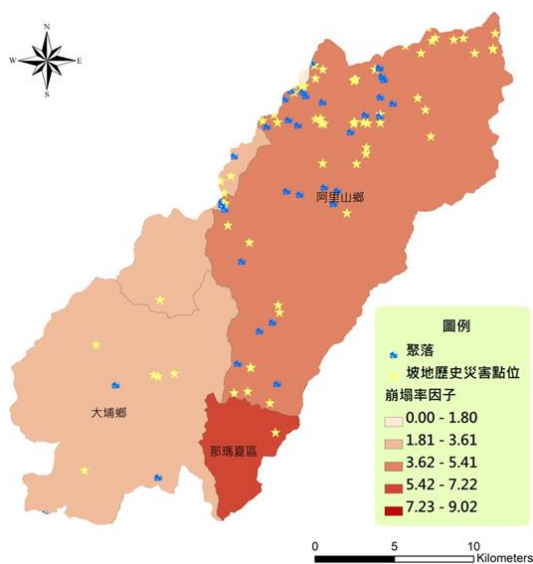 N
W E
S
阿里山鄉
大埔鄉
那瑪夏區
圖例
聚落
坡地歷史災害點位
崩塌率因子
0.00 - 1.80
1.81 - 3.61
3.62 - 5.41
5.42 - 7.22
7.23 - 9.02
0 5 10
Kilometers